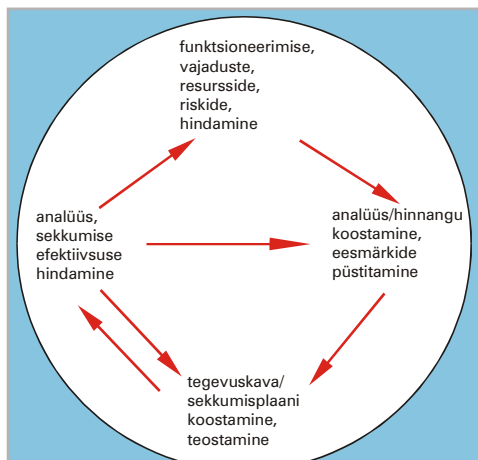 funktsioneerimise,
vajaduste,
resursside,
riskide,
hindamine
analüüs,
sekkumise
efektiivsuse
hindamine
analüüs/hinnangu
koostamine,
eesmärkide
püstitamine
tegevuskava/
sekkumisplaani
koostamine,
teostamine